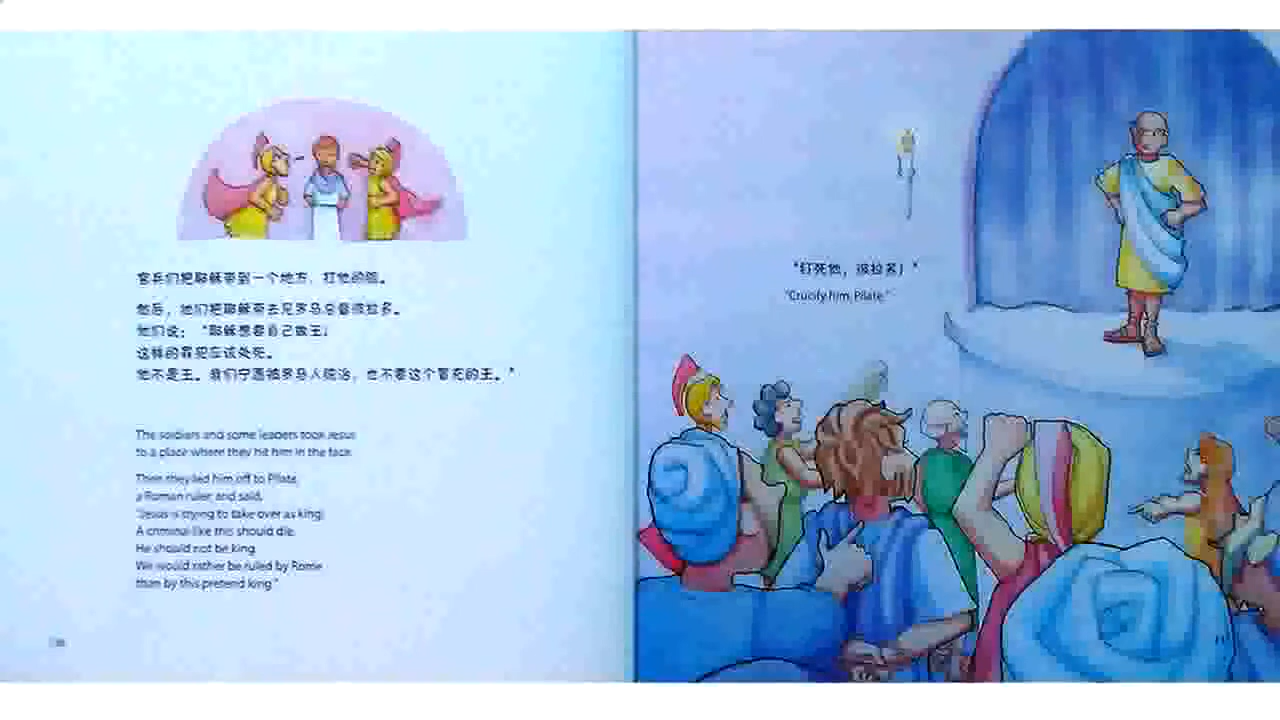 官兵们把耶稣带到一个地方，打他的脸。
然后，他们把耶稣带去见罗马总督彼拉多。
他们说：“耶稣想要自己做王！
这样的罪犯应该处死。
他不是王。我们宁愿被罗马人统治，也不要这个冒充的王。”
The soldiers and some leaders took Jesus
to a place where they hit him in the face.
Then they led him off to Pilate,
a Roman ruler, and said,
"Jesus is trying to take over as king!
A criminal like this should die.
He should not be king.
We would rather be ruled by Rome
than by this pretend king."
“钉死他，彼拉多！”
"Crucify him, Pilate."